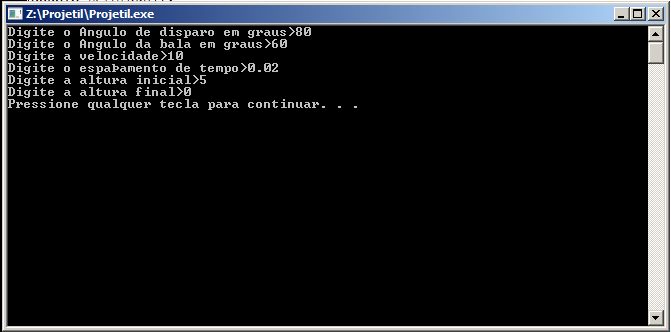 Z:\Projetil\Projetil.exe
Digite o Angulo de disparo em graus>80
Digite o Angulo da bala em graus>60
Digite a velocidade>10
Digite o espaÞamento de tempo>0.02
Digite a altura inicial>5
Digite a altura final>0
Pressione qualquer tecla para continuar. . .